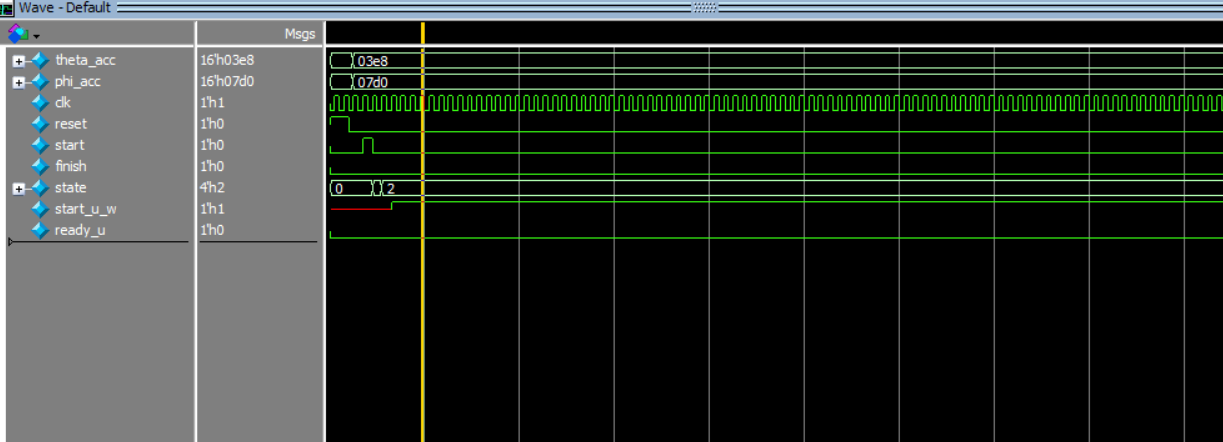 Wave - Default
Msgs
theta_acc 16'h03e8 03e8
phi_acc 16'h07d0 07d0
clk 1'h1
reset 1'h0
start 1'h0
finish 1'h0
state 4'h2 0 2
start_u_w 1'h1
ready_u 1'h0